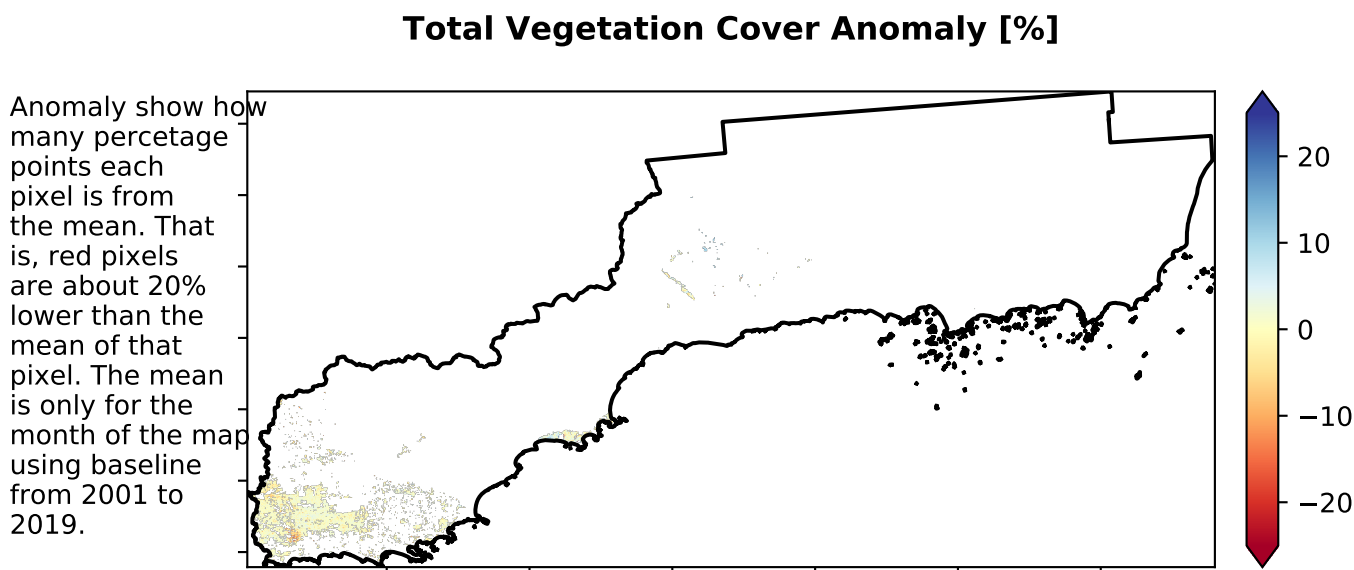 Total Vegetation Cover Anomaly [%]
Anomaly show how
many percetage
points each
pixel is from
the mean. That
is, red pixels
are about 20%
lower than the
mean of that
pixel. The mean
is only for the
month of the map
using baseline
from 2001 to
2019.
20
10
0
−10
−20